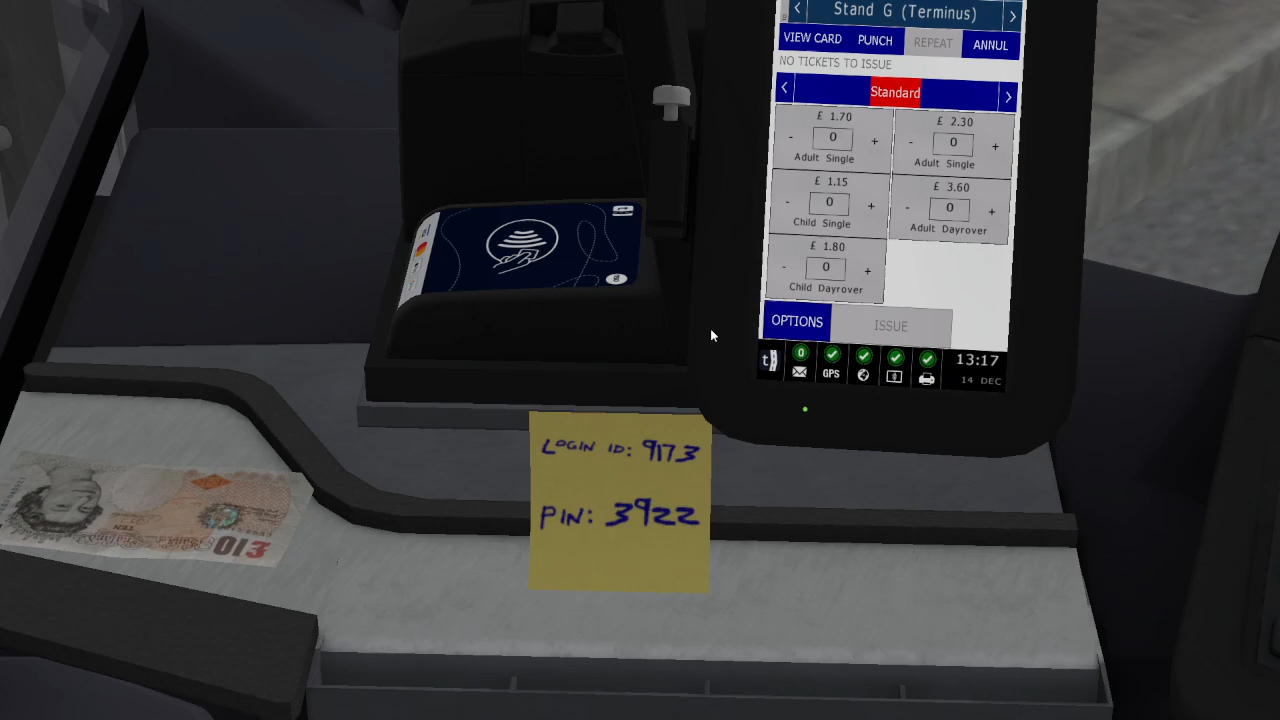 Stand G (Terminus)
VIEW CARD PUNCH REPEAT ANNUL
NO TICKETS TO ISSUE
Standard
£ 1.70
- 0 +
Adult Single
£ 2.30
- 0 +
Adult Single
£ 1.15
- 0 +
Child Single
£ 3.60
- 0 +
Adult Dayrover
£ 1.80
- 0 +
Child Dayrover
OPTIONS ISSUE
0
GPS
13:17
14 DEC
LOGIN ID: 9173
PIN: 3922
£10
TEN